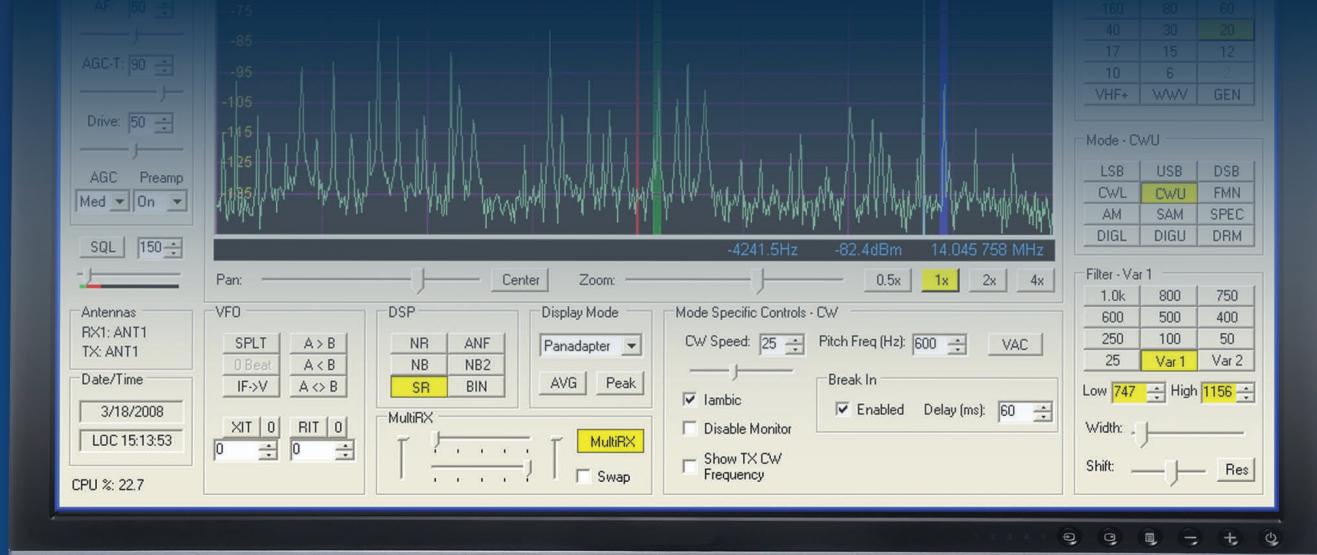 AF: 50
-75
160 80 60
-85
40 30 20
AGC-T: 90
-95
17 15 12
10 6 2
-105
VHF+ WWV GEN
Drive: 50
-115
-125
-135
Mode - CWU
LSB USB DSB
CWL CWU FMN
AM SAM SPEC
DIGL DIGU DRM
AGC Preamp
Med On
SQL 150
-4241.5Hz -82.4dBm 14.045 758 MHz
Pan: Center Zoom: 0.5x 1x 2x 4x
Filter - Var 1
1.0k 800 750
600 500 400
250 100 50
25 Var 1 Var 2
Low 747 High 1156
Width:
Shift: Res
Antennas
RX1: ANT1
TX: ANT1
Date/Time
3/18/2008
LOC 15:13:53
CPU %: 22.7
VFO
SPLT A > B
0 Beat A < B
IF->V A <> B
XIT 0 RIT 0
0 0
DSP
NR ANF
NB NB2
SR BIN
Display Mode
Panadapter
AVG Peak
MultiRX
MultiRX
Swap
Mode Specific Controls - CW
CW Speed: 25 Pitch Freq (Hz): 600 VAC
Iambic
Disable Monitor
Show TX CW
Frequency
Break In
Enabled Delay (ms): 60